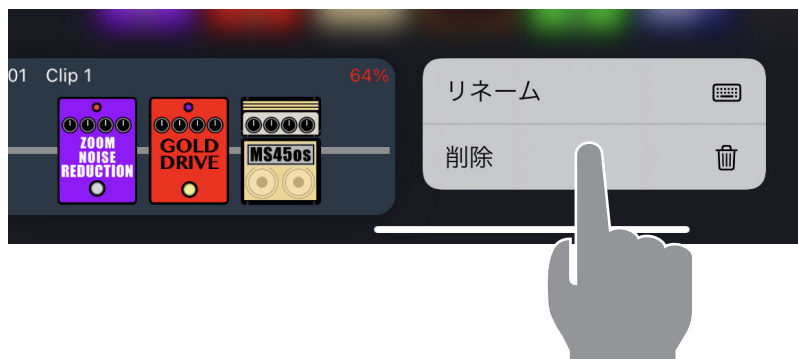 01 Clip 1 64%
ZOOM
NOISE
REDUCTION
GOLD
DRIVE
MS45os
リネーム
削除